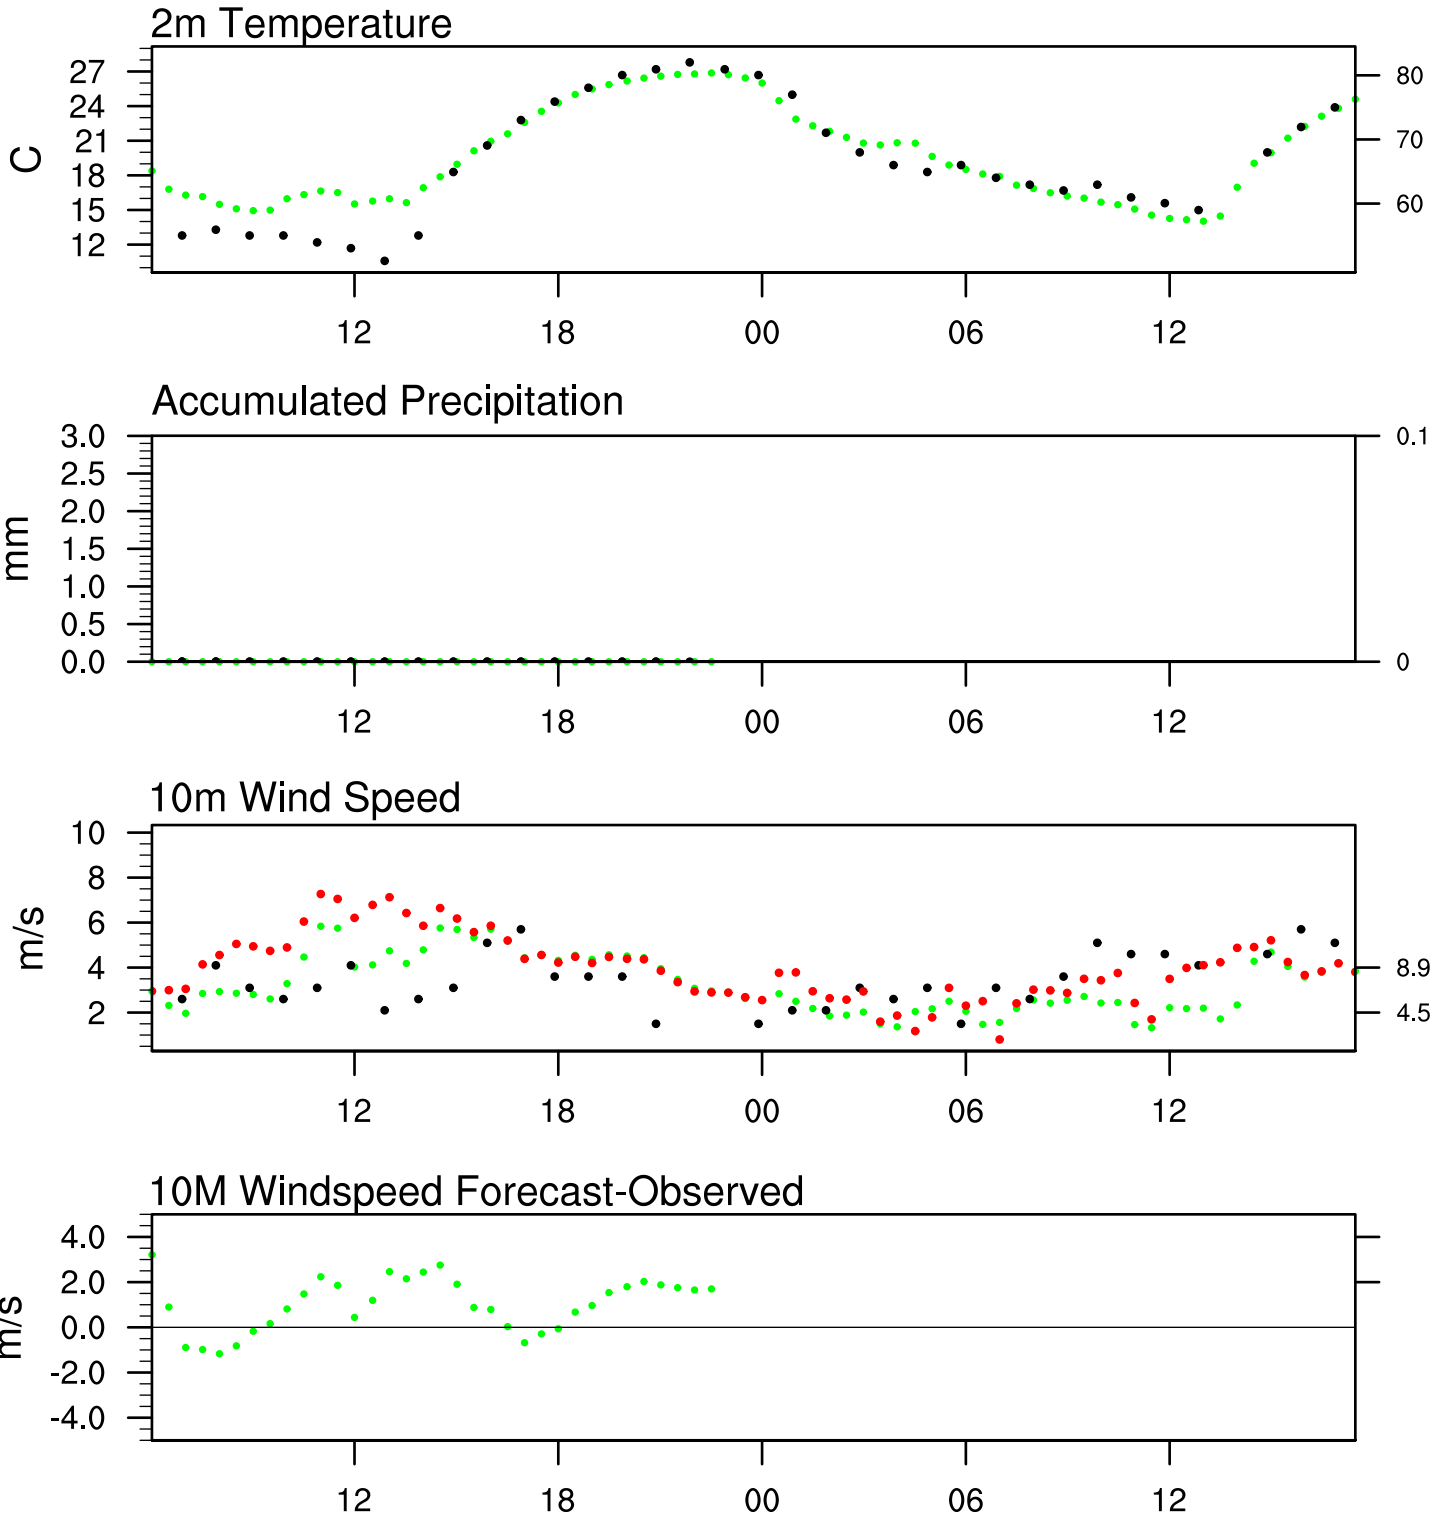 2m Temperature
27
24
21
18
15
12
C
80
70
60
12 18 00 06 12
Accumulated Precipitation
3.0
2.5
2.0
1.5
1.0
0.5
0.0
mm
0.1
0
12 18 00 06 12
10m Wind Speed
10
8
6
4
2
m/s
8.9
4.5
12 18 00 06 12
10M Windspeed Forecast-Observed
4.0
2.0
0.0
-2.0
-4.0
m/s
12 18 00 06 12